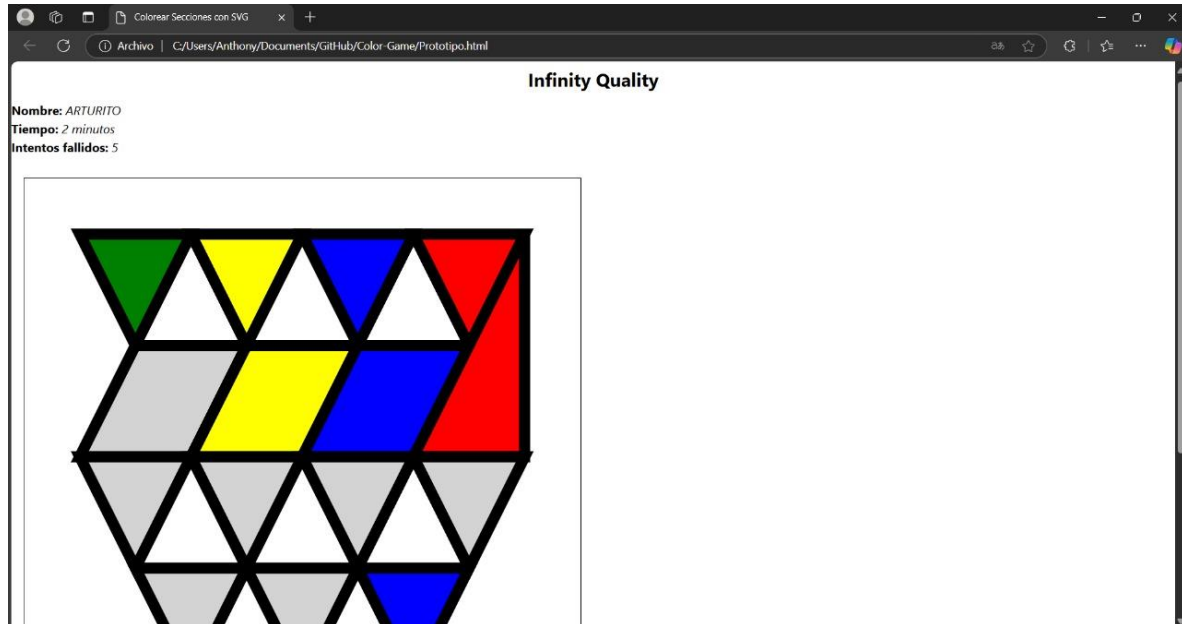 Colorear Secciones con SVG
Archivo | C:/Users/Anthony/Documents/GitHub/Color-Game/Prototipo.html
Infinity Quality
Nombre: ARTURITO
Tiempo: 2 minutos
Intentos fallidos: 5